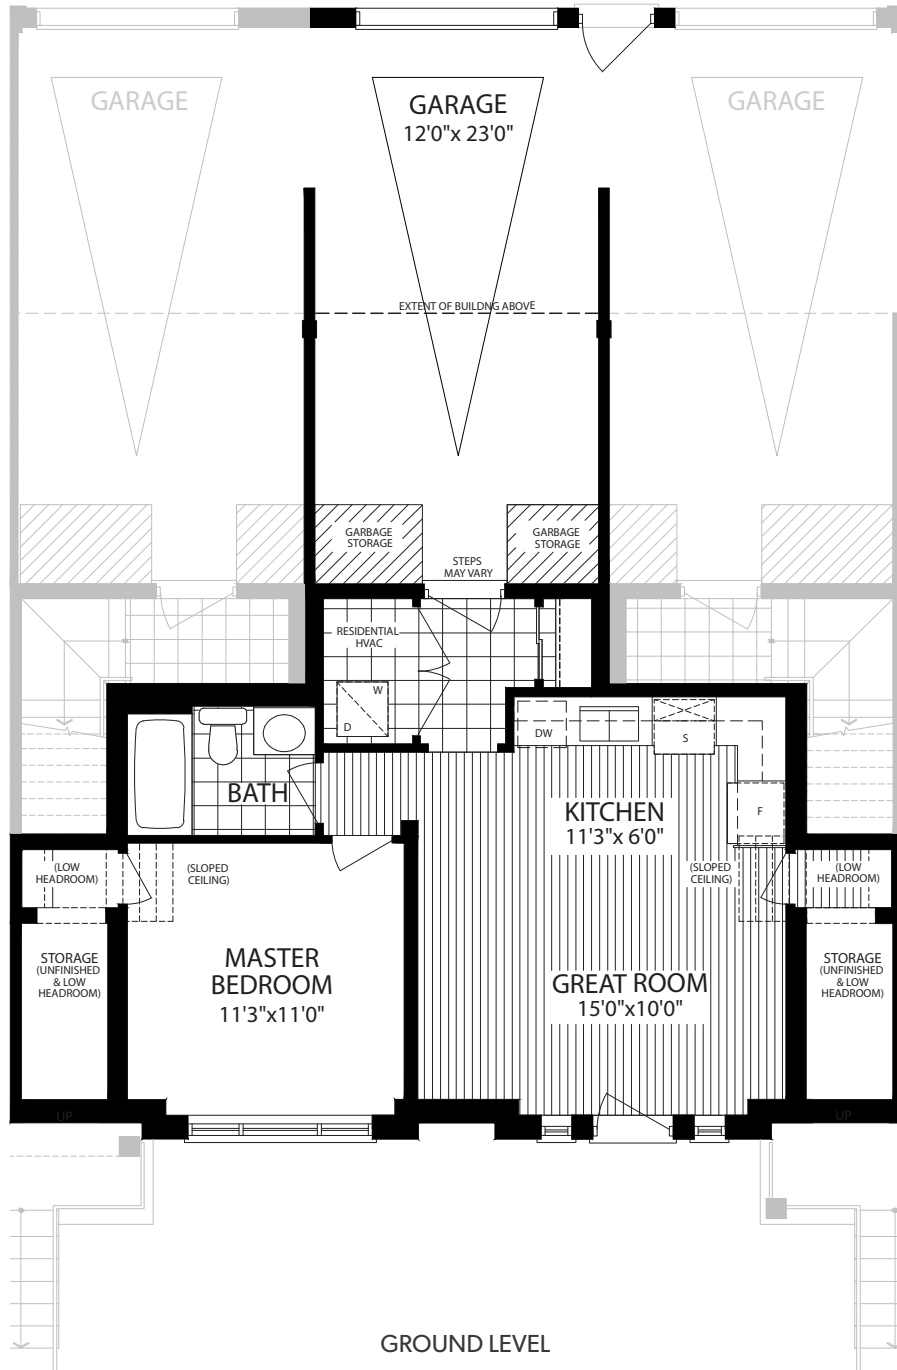 GARAGE
GARAGE
12'0"x 23'0"
GARAGE
EXTENT OF BUILDNG ABOVE
GARBAGE
STORAGE
GARBAGE
STORAGE
STEPS
MAY VARY
RESIDENTIAL
HVAC
W
D
DW
S
F
BATH
KITCHEN
11'3"x 6'0"
(LOW
HEADROOM)
(SLOPED
CEILING)
(SLOPED
CEILING)
(LOW
HEADROOM)
STORAGE
(UNFINISHED
& LOW
HEADROOM)
MASTER
BEDROOM
11'3"x11'0"
GREAT ROOM
15'0"x10'0"
STORAGE
(UNFINISHED
& LOW
HEADROOM)
UP
UP
GROUND LEVEL